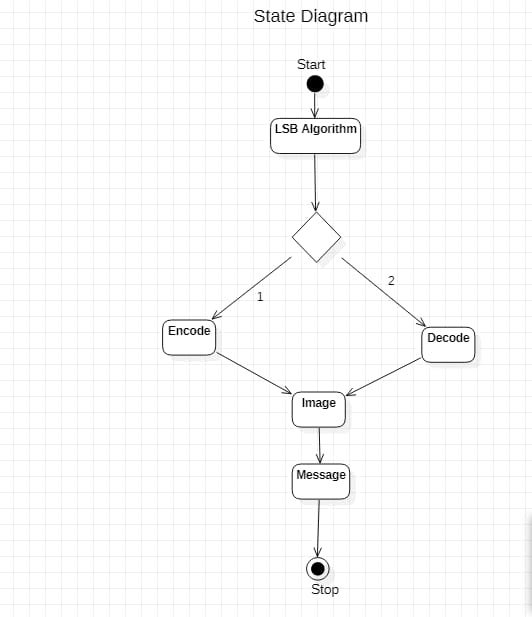 State Diagram
Start
LSB Algorithm
2
1
Encode
Decode
Image
Message
Stop